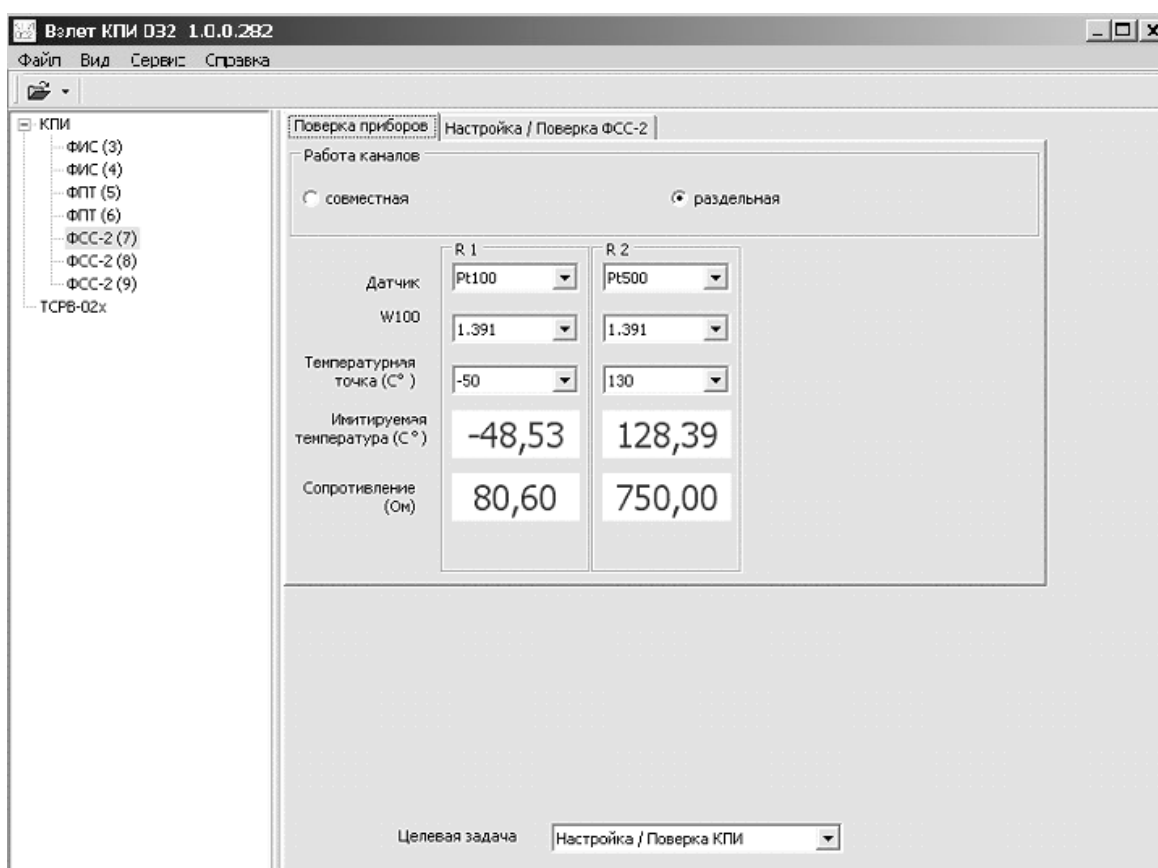 Взлет КПИ D32 1.0.0.282
Файл Вид Сервис Справка
КПИ
ФИС (3)
ФИС (4)
ФПТ (5)
ФПТ (6)
ФСС-2 (7)
ФСС-2 (8)
ФСС-2 (9)
ТСРВ-02x
Поверка приборов Настройка / Поверка ФСС-2
Работа каналов
совместная раздельная
R 1 R 2
Датчик Pt100 Pt500
W100 1.391 1.391
Температурная
точка (C° ) -50 130
Имитируемая
температура (C° ) -48,53 128,39
Сопротивление
(Ом) 80,60 750,00
Целевая задача Настройка / Поверка КПИ